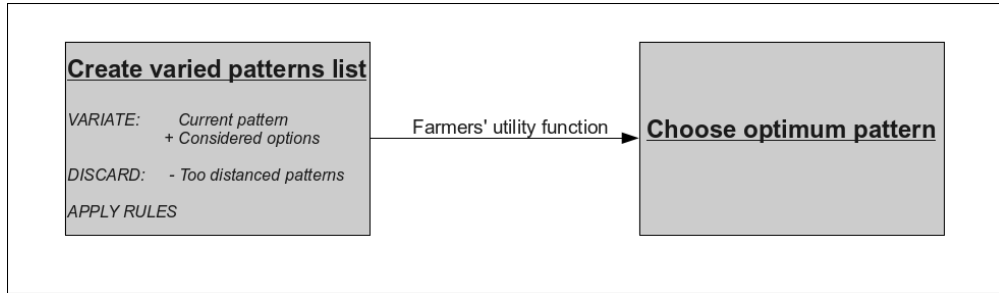 Create varied patterns list
VARIATE: Current pattern
+ Considered options
DISCARD: - Too distanced patterns
APPLY RULES
Farmers' utility function
Choose optimum pattern